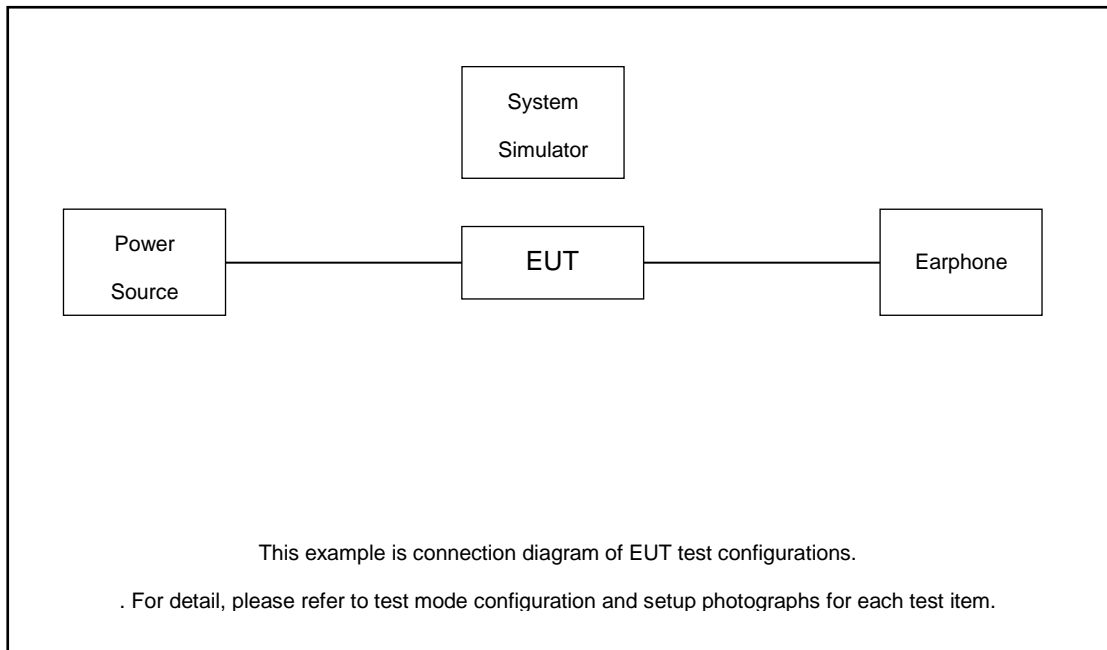 System
Simulator
Power
Source
EUT
Earphone
This example is connection diagram of EUT test configurations.
. For detail, please refer to test mode configuration and setup photographs for each test item.